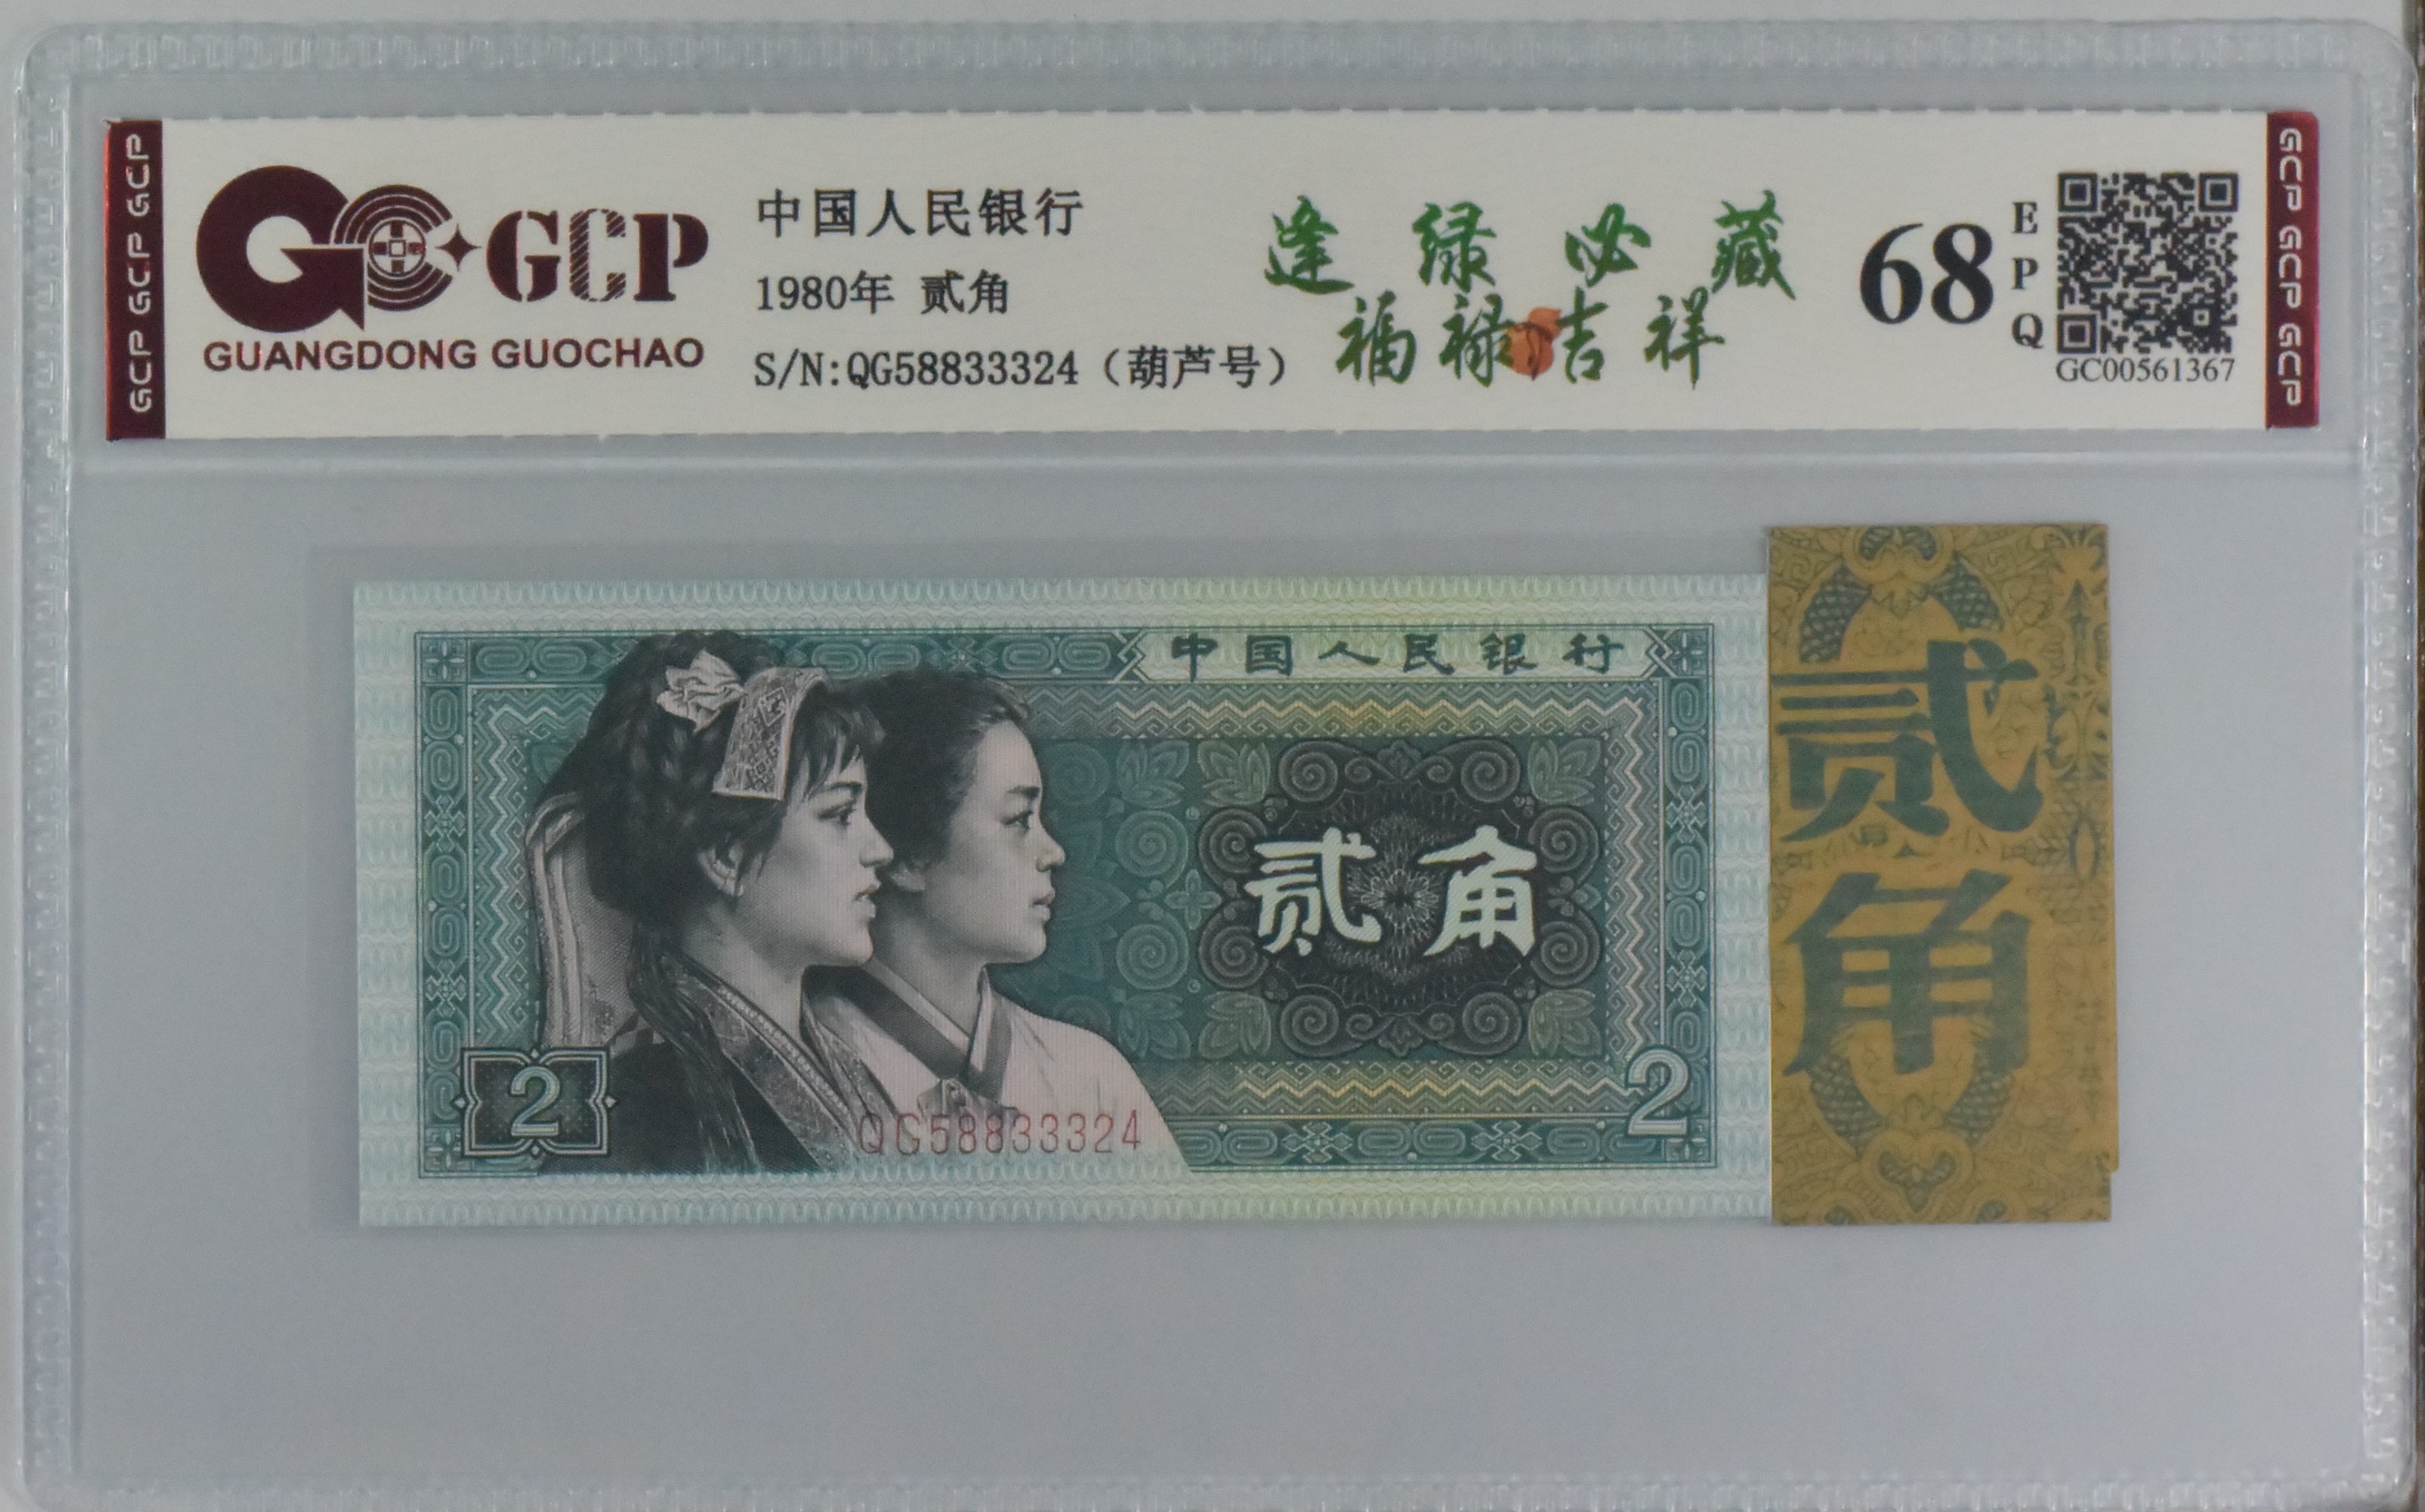 GCP GCP GCP
GCP
GUANGDONG GUOCHAO
中国人民银行
1980年 贰角
S/N:QG58833324（葫芦号）
逢绿必藏
福禄吉祥
68
EPQ
GC00561367
GCP GCP GCP
中国人民银行
贰角
2
QG58833324
2
贰角